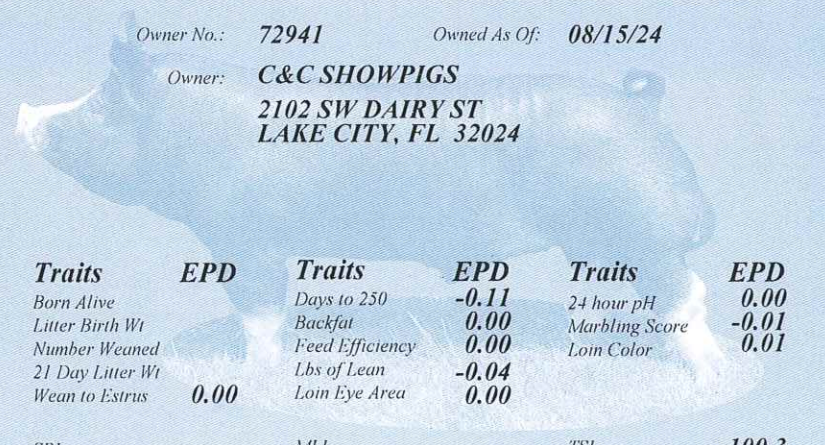 Owner No.: 72941 Owned As Of: 08/15/24
Owner: C&C SHOWPIGS
2102 SW DAIRY ST
LAKE CITY, FL 32024
Traits EPD Traits EPD Traits EPD
Born Alive Days to 250 -0.11 24 hour pH 0.00
Litter Birth Wt Backfat 0.00 Marbling Score -0.01
Number Weaned Feed Efficiency 0.00 Loin Color 0.01
21 Day Litter Wt Lbs of Lean -0.04
Wean to Estrus 0.00 Loin Eye Area 0.00
TSI 100.3